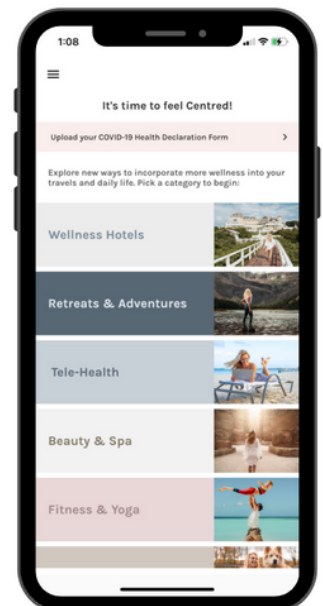 1:08
It's time to feel Centred!
Upload your COVID-19 Health Declaration Form
Explore new ways to incorporate more wellness into your
travels and daily life. Pick a category to begin:
Wellness Hotels
Retreats & Adventures
Tele-Health
Beauty & Spa
Fitness & Yoga